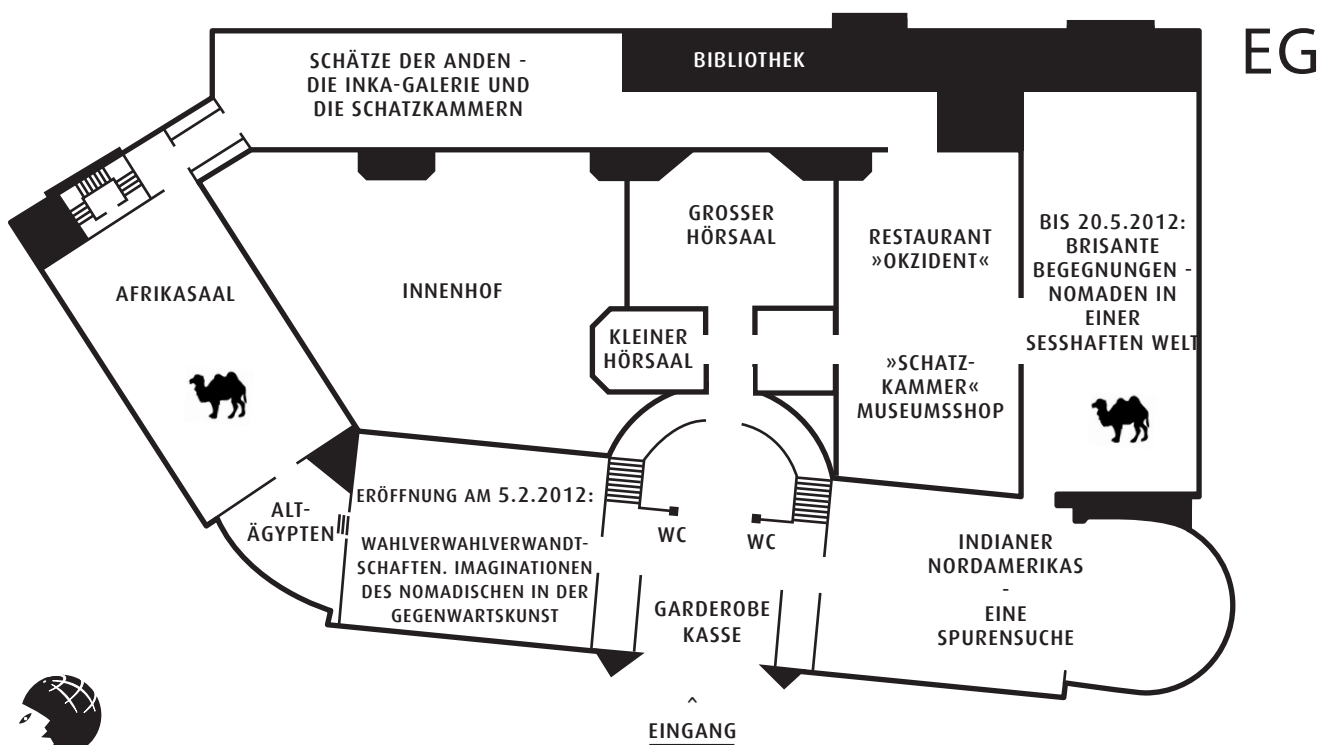 EG
SCHÄTZE DER ANDEN -
DIE INKA-GALERIE UND
DIE SCHATZKAMMERN
BIBLIOTHEK
GROSSER
HÖRSAAL
RESTAURANT
»OKZIDENT«
BIS 20.5.2012:
BRISANTE
BEGEGNUNGEN -
NOMADEN IN
EINER
SESSHAFTEN WELT
AFRIKASAAL
INNENHOF
KLEINER
HÖRSAAL
»SCHATZ-
KAMMER«
MUSEUMSSHOP
ALT-
ÄGYPTEN
ERÖFFNUNG AM 5.2.2012:
WAHLVERWAHLVERWANDT-
SCHAFTEN. IMAGINATIONEN
DES NOMADISCHEN IN DER
GEGENWARTSKUNST
WC
WC
INDIANER
NORDAMERIKAS
-
EINE
SPURENSUCHE
GARDEROBE
KASSE
^
EINGANG